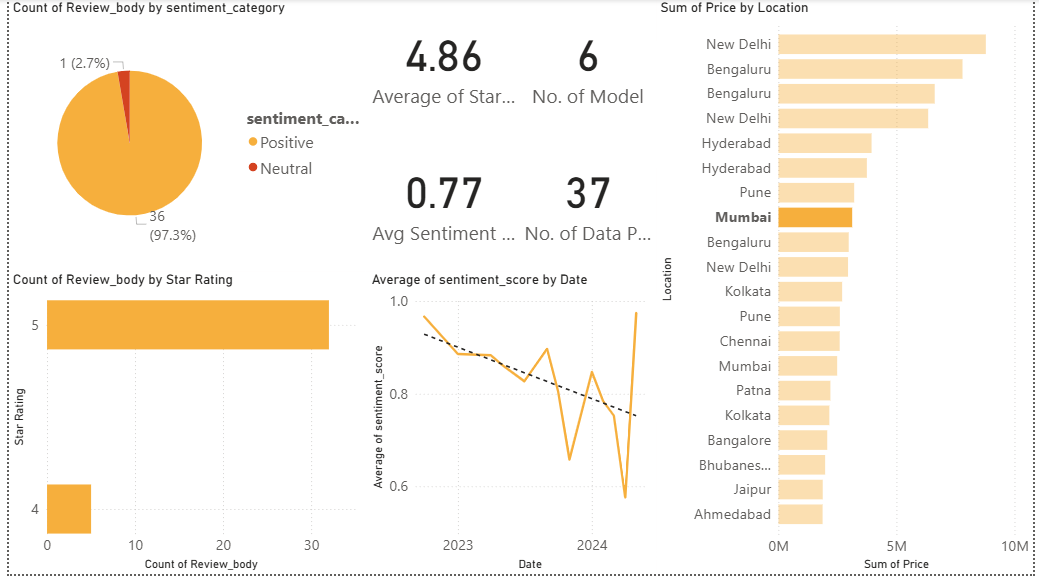 Count of Review_body by sentiment_category
1 (2.7%)
36
(97.3%)
sentiment_ca...
Positive
Neutral
4.86
Average of Star...
6
No. of Model
0.77
Avg Sentiment ...
37
No. of Data P...
Count of Review_body by Star Rating
Star Rating
5
4
0 10 20 30
Count of Review_body
Average of sentiment_score by Date
Average of sentiment_score
1.0
0.8
0.6
2023 2024
Date
Sum of Price by Location
Location
New Delhi
Bengaluru
Bengaluru
New Delhi
Hyderabad
Hyderabad
Pune
Mumbai
Bengaluru
New Delhi
Kolkata
Pune
Chennai
Mumbai
Patna
Kolkata
Bangalore
Bhubanes...
Jaipur
Ahmedabad
0M 5M 10M
Sum of Price